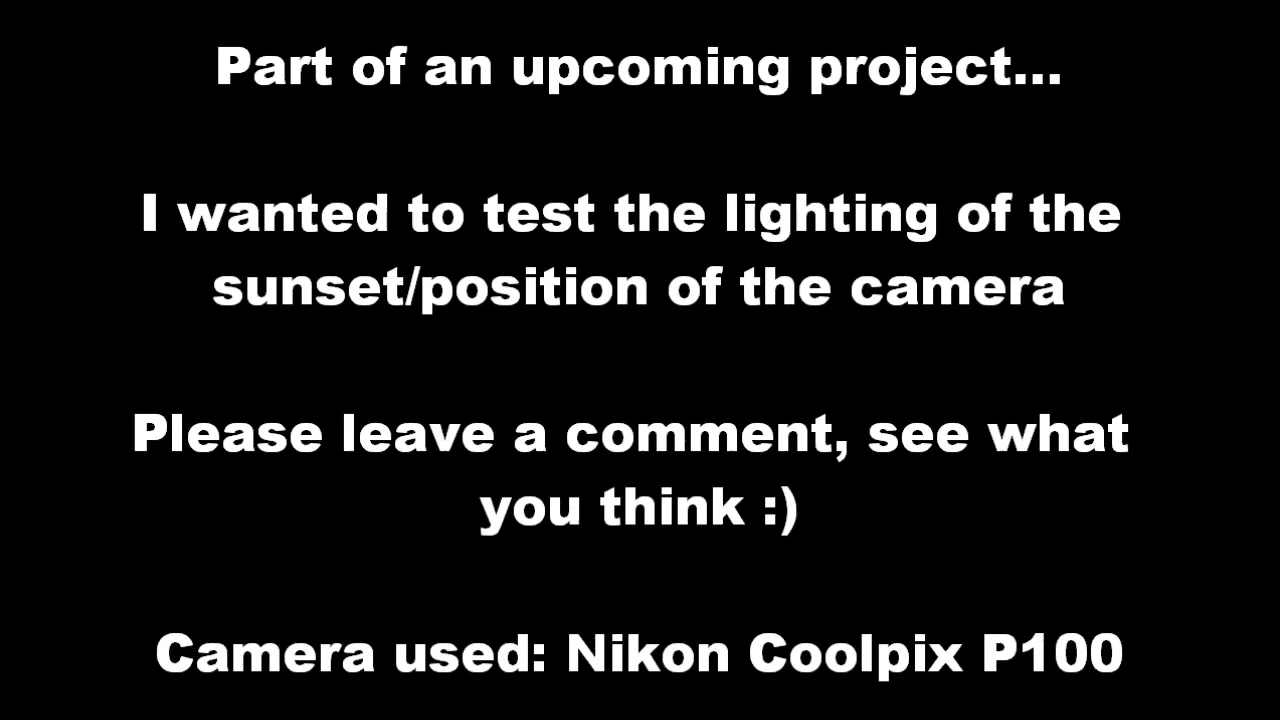 Part of an upcoming project...
I wanted to test the lighting of the
sunset/position of the camera
Please leave a comment, see what
you think :)
Camera used: Nikon Coolpix P100